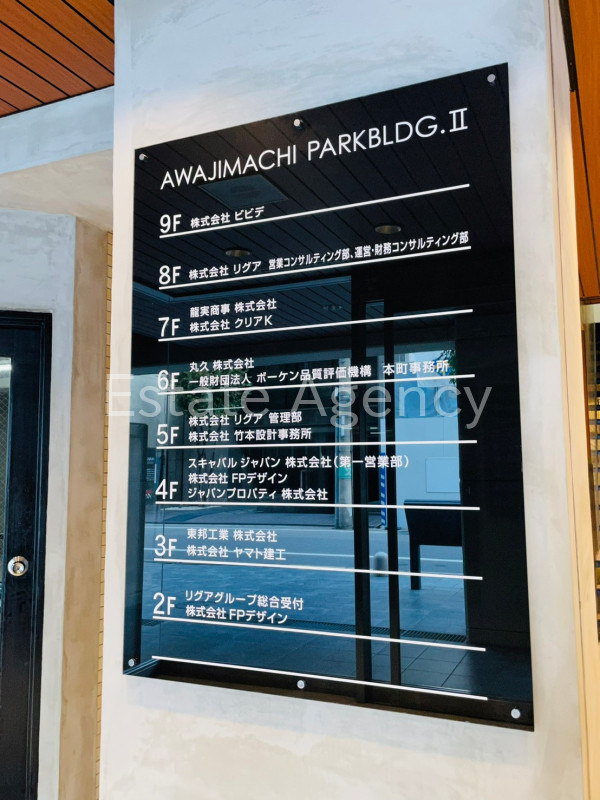 AWAJIMACHI PARKBLDG.Ⅱ
9F 株式会社 ビビデ
8F 株式会社 リグア 営業コンサルティング部、運営・財務コンサルティング部
龍実商事 株式会社
7F 株式会社 クリアK
丸久 株式会社
6F 一般財団法人 ボーケン品質評価機構 本町事務所
Estate Agency
株式会社 リグア 管理部
5F 株式会社 竹本設計事務所
スキャバル ジャパン 株式会社(第一営業部)
株式会社 FPデザイン
4F ジャパンプロパティ 株式会社
東邦工業 株式会社
3F 株式会社 ヤマト建工
リグアグループ総合受付
2F 株式会社 FPデザイン